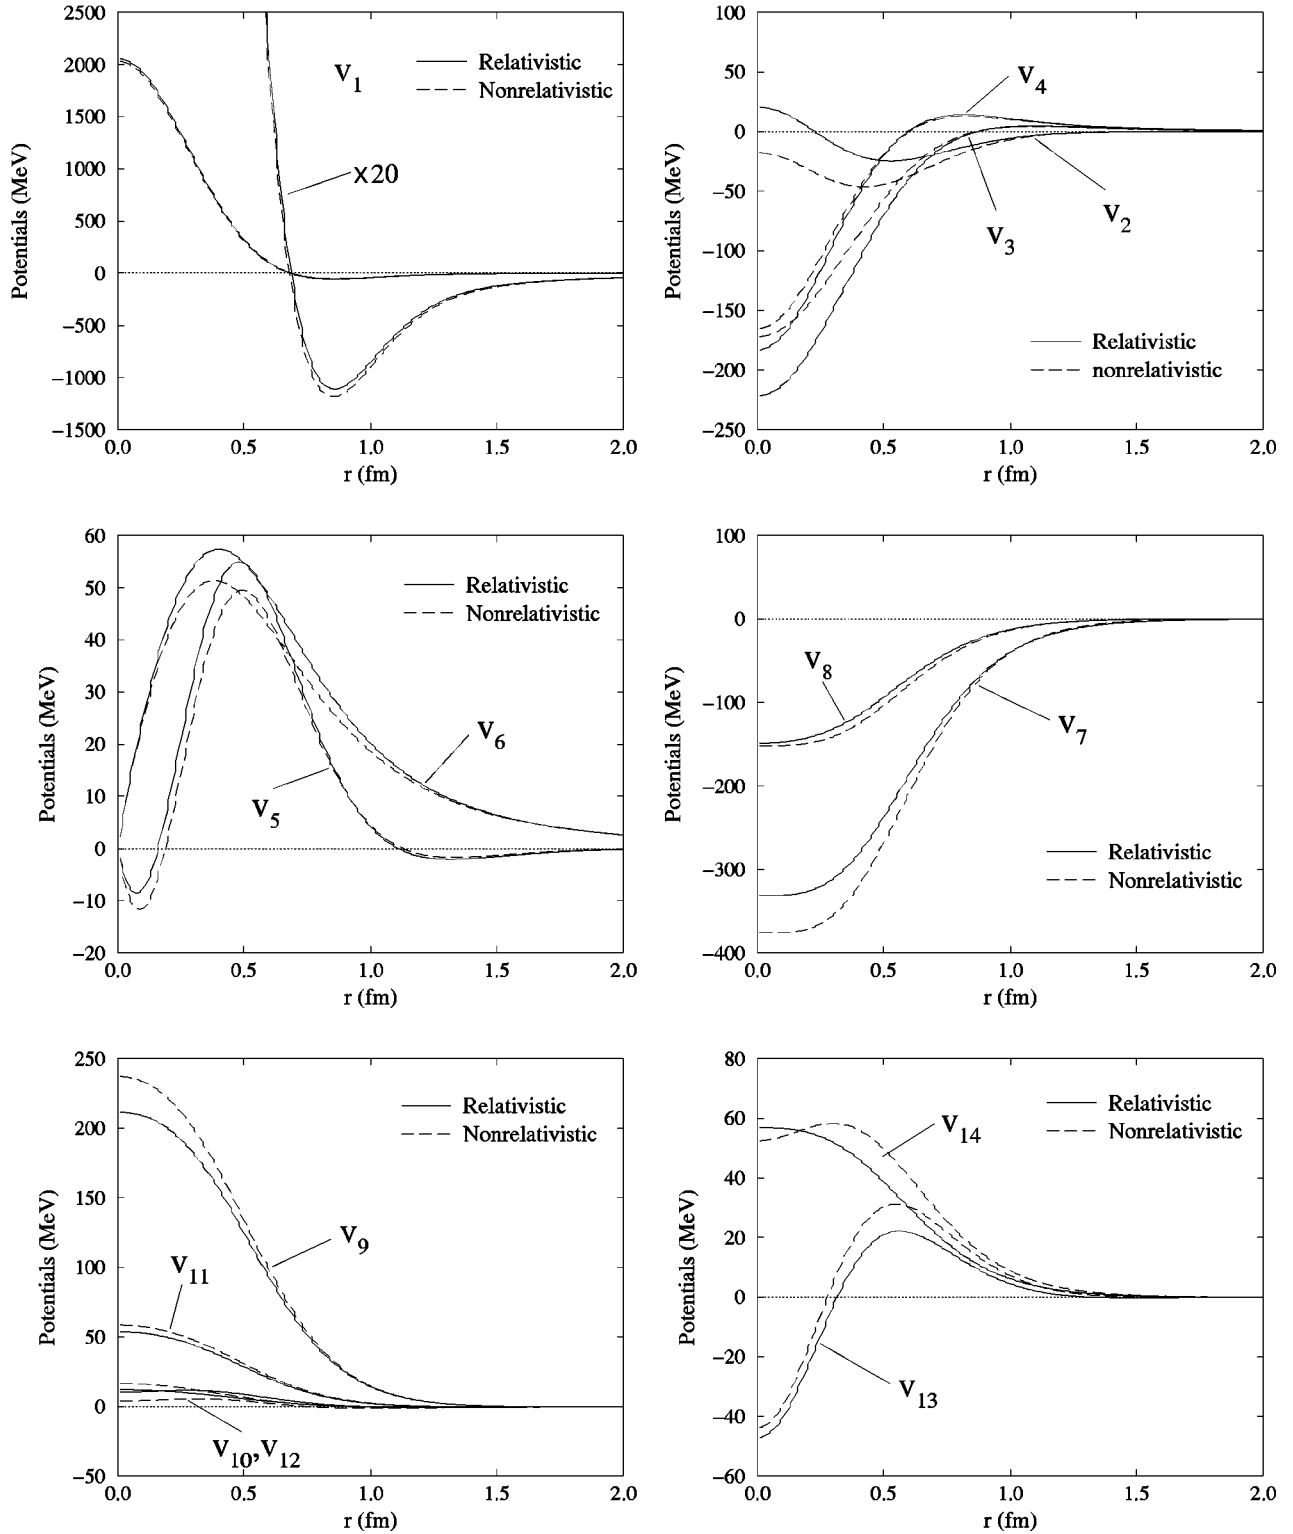 2500
2000
1500
1000
500
0
−500
−1000
−1500
0.0 0.5 1.0 1.5 2.0
Potentials (MeV)
r (fm)
V1
Relativistic
Nonrelativistic
x20
100
50
0
−50
−100
−150
−200
−250
0.0 0.5 1.0 1.5 2.0
Potentials (MeV)
r (fm)
V4
V3
V2
Relativistic
nonrelativistic
60
50
40
30
20
10
0
−10
−20
0.0 0.5 1.0 1.5 2.0
Potentials (MeV)
r (fm)
Relativistic
Nonrelativistic
V6
V5
100
0
−100
−200
−300
−400
0.0 0.5 1.0 1.5 2.0
Potentials (MeV)
r (fm)
V8
V7
Relativistic
Nonrelativistic
250
200
150
100
50
0
−50
0.0 0.5 1.0 1.5 2.0
Potentials (MeV)
r (fm)
Relativistic
Nonrelativistic
V9
V11
V10,V12
80
60
40
20
0
−20
−40
−60
0.0 0.5 1.0 1.5 2.0
Potentials (MeV)
r (fm)
Relativistic
Nonrelativistic
V14
V13